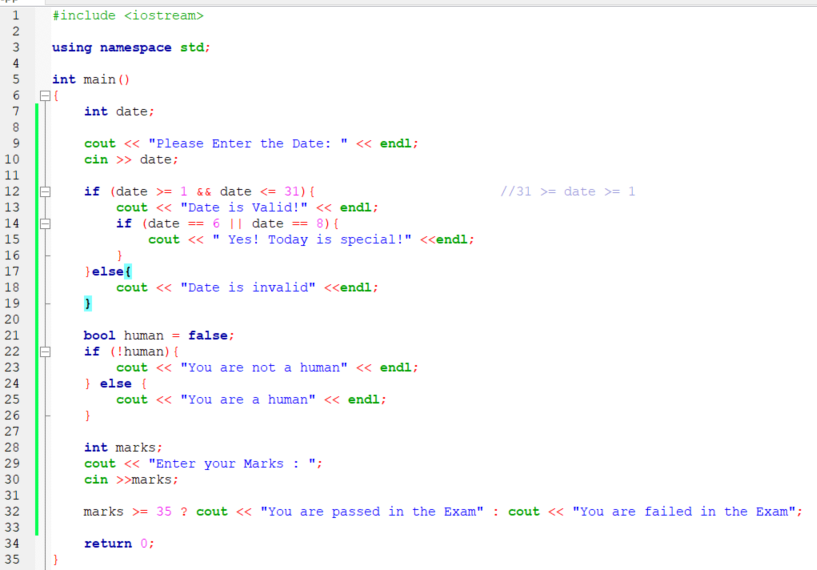 1 #include <iostream>
2
3 using namespace std;
4
5 int main()
6 {
7 int date;
8
9 cout << "Please Enter the Date: " << endl;
10 cin >> date;
11
12 if (date >= 1 && date <= 31){ //31 >= date >= 1
13 cout << "Date is Valid!" << endl;
14 if (date == 6 || date == 8){
15 cout << " Yes! Today is special!" <<endl;
16 }
17 }else{
18 cout << "Date is invalid" <<endl;
19 }
20
21 bool human = false;
22 if (!human){
23 cout << "You are not a human" << endl;
24 } else {
25 cout << "You are a human" << endl;
26 }
27
28 int marks;
29 cout << "Enter your Marks : ";
30 cin >>marks;
31
32 marks >= 35 ? cout << "You are passed in the Exam" : cout << "You are failed in the Exam";
33
34 return 0;
35 }